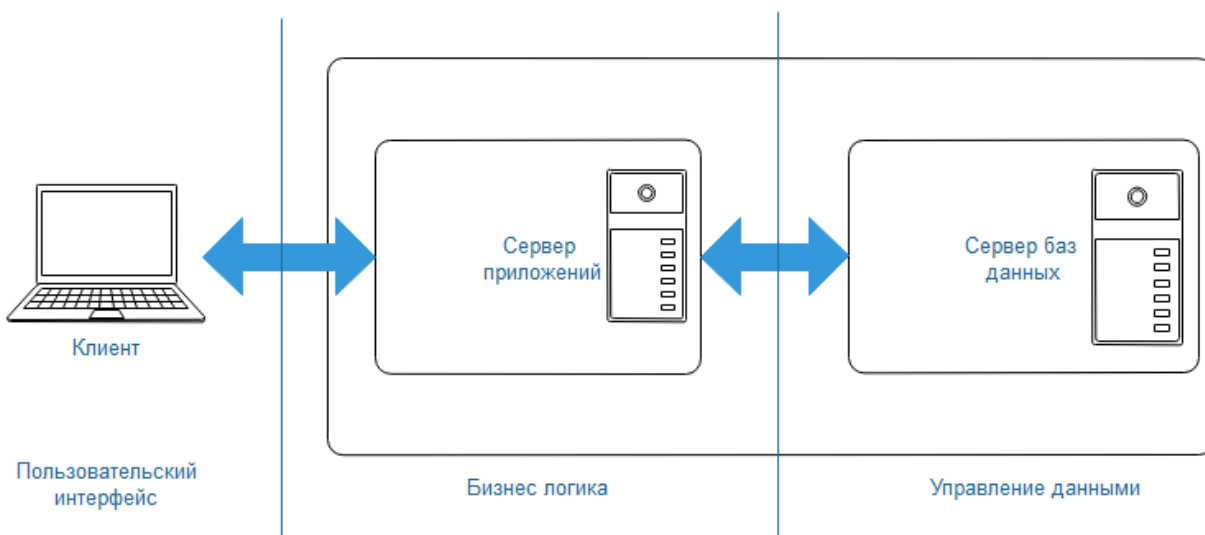 Сервер
приложений
Сервер баз
данных
Клиент
Пользовательский
интерфейс
Бизнес логика
Управление данными